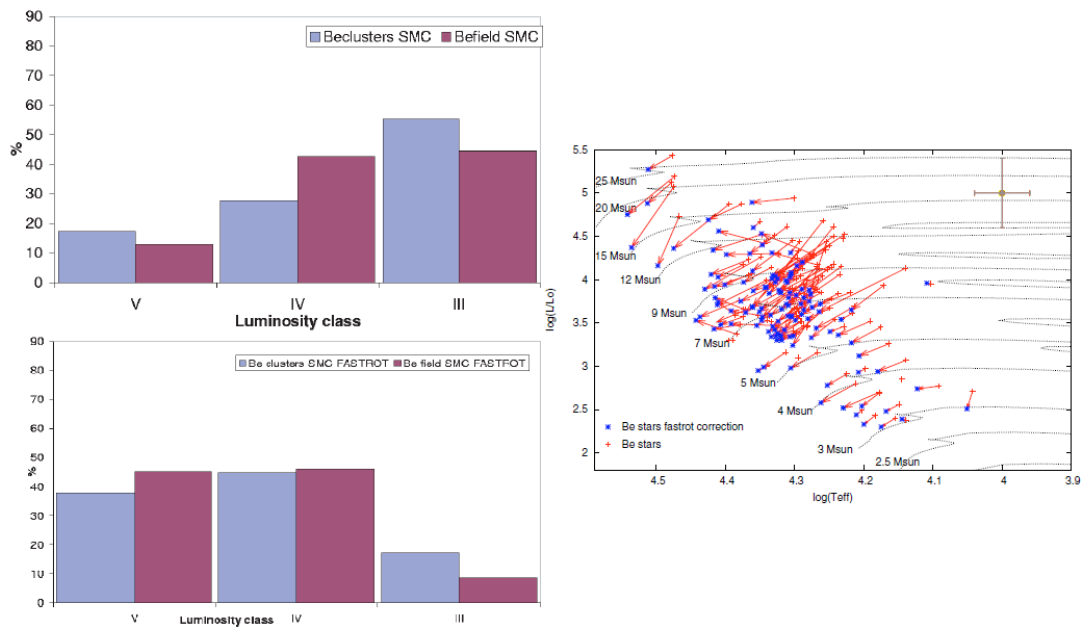 90
80
70
60
50
40
30
20
10
0
%
Beclusters SMC Befield SMC
V IV III
Luminosity class
90
80
70
60
50
40
30
20
10
0
%
Be clusters SMC FASTROT Be field SMC FASTFOT
V IV III
Luminosity class
5.5
5
4.5
4
3.5
3
2.5
2
log(L/Lo)
25 Msun
20 Msun
15 Msun
12 Msun
9 Msun
7 Msun
5 Msun
4 Msun
3 Msun
2.5 Msun
Be stars fastrot correction
Be stars
4.5 4.4 4.3 4.2 4.1 4 3.9
log(Teff)